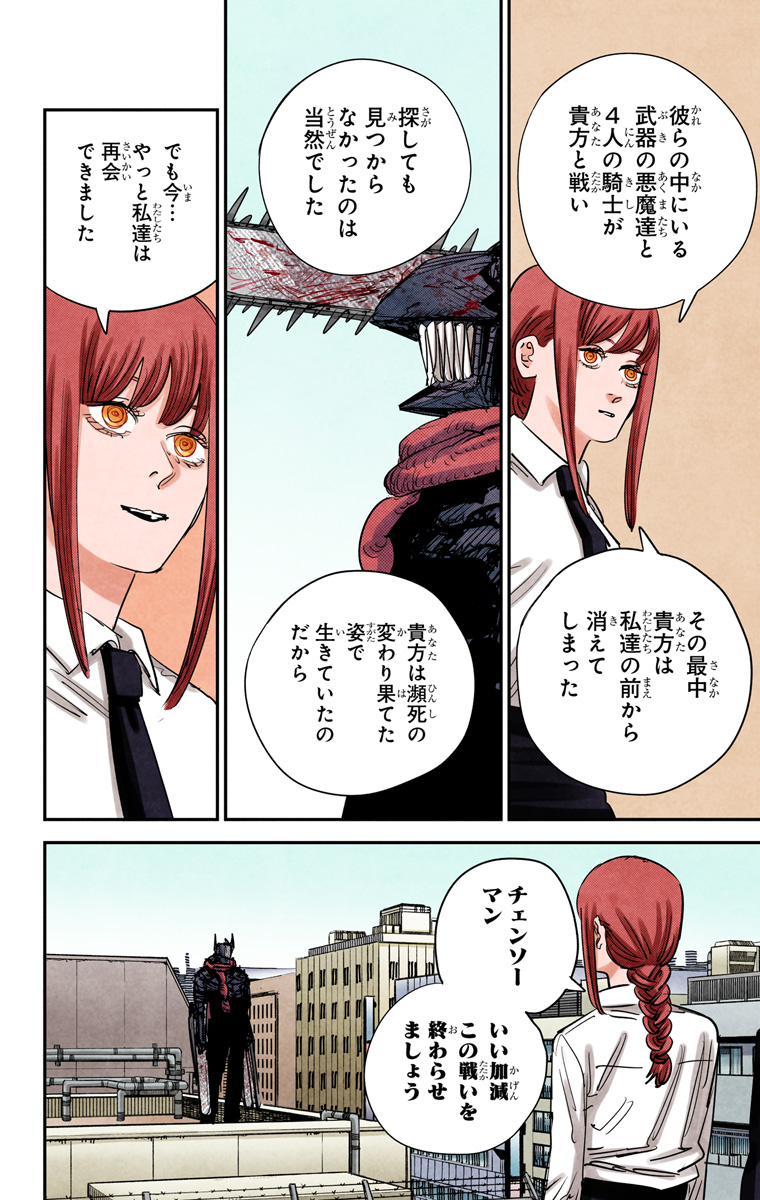 彼らの中にいる
武器の悪魔達と
４人の騎士が
貴方と戦い
その最中
貴方は
私達の前から
消えて
しまった
探しても
見つから
なかったのは
当然でした
貴方は瀕死の
変わり果てた
姿で
生きていたの
だから
でも今…
やっと私達は
再会
できました
チェンソー
マン
いい加減
この戦いを
終わらせ
ましょう